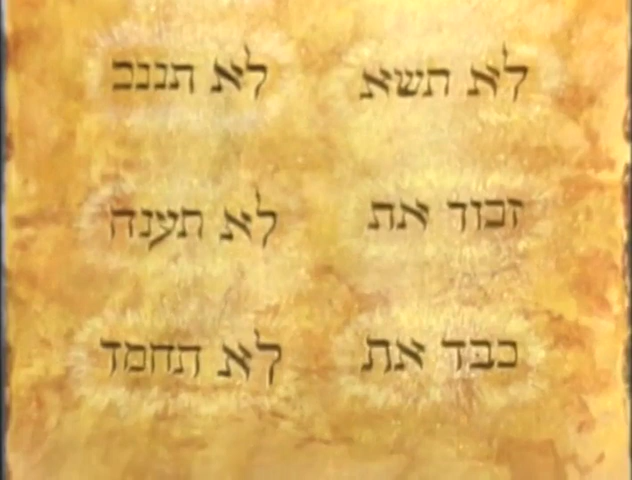 לא תשא
זכור את
כבד את
לא תגנב
לא תענה
לא תחמד